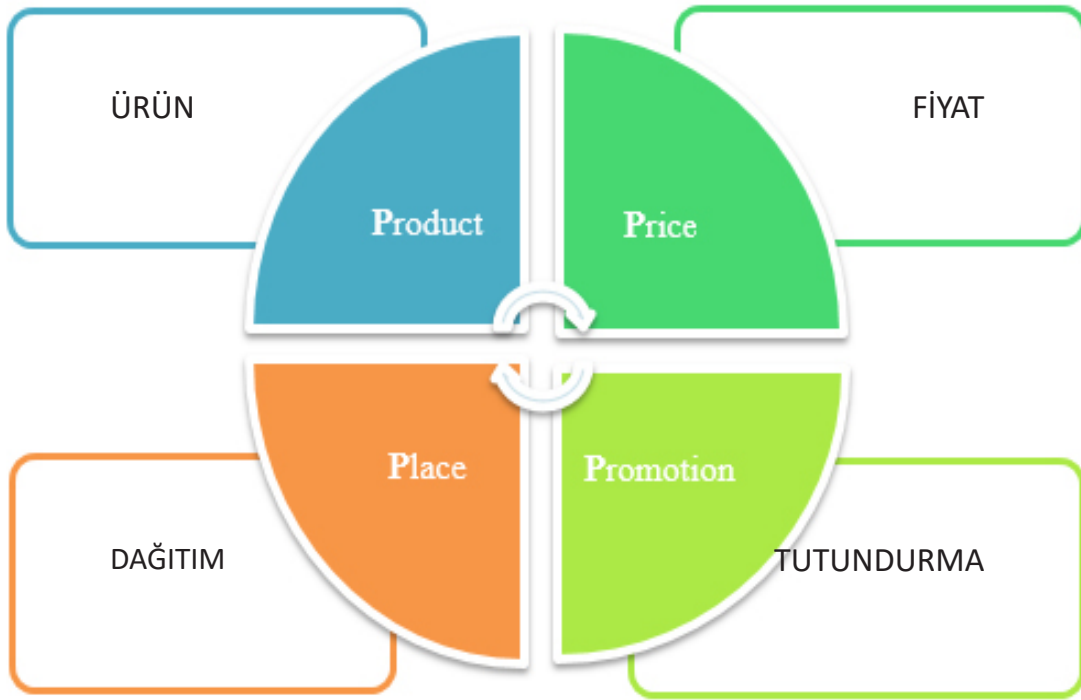 ÜRÜN
FİYAT
Product
Price
Place
Promotion
DAĞITIM
TUTUNDURMA